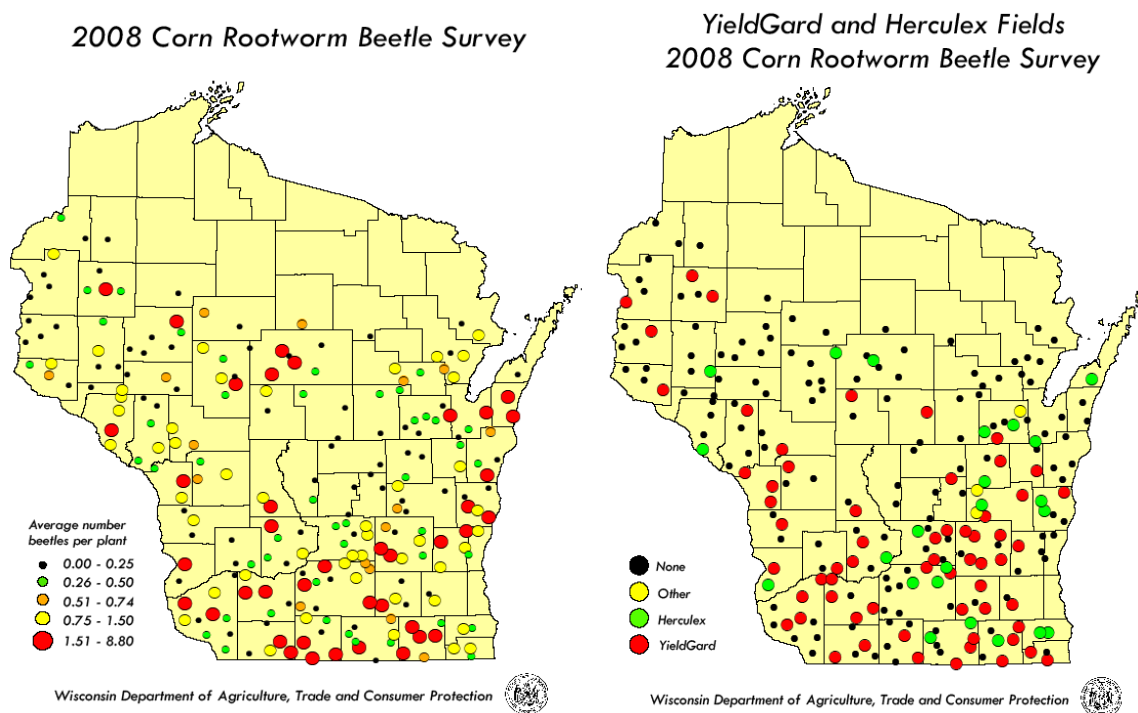 2008 Corn Rootworm Beetle Survey
Average number
beetles per plant
0.00 - 0.25
0.26 - 0.50
0.51 - 0.74
0.75 - 1.50
1.51 - 8.80
Wisconsin Department of Agriculture, Trade and Consumer Protection
YieldGard and Herculex Fields
2008 Corn Rootworm Beetle Survey
None
Other
Herculex
YieldGard
Wisconsin Department of Agriculture, Trade and Consumer Protection